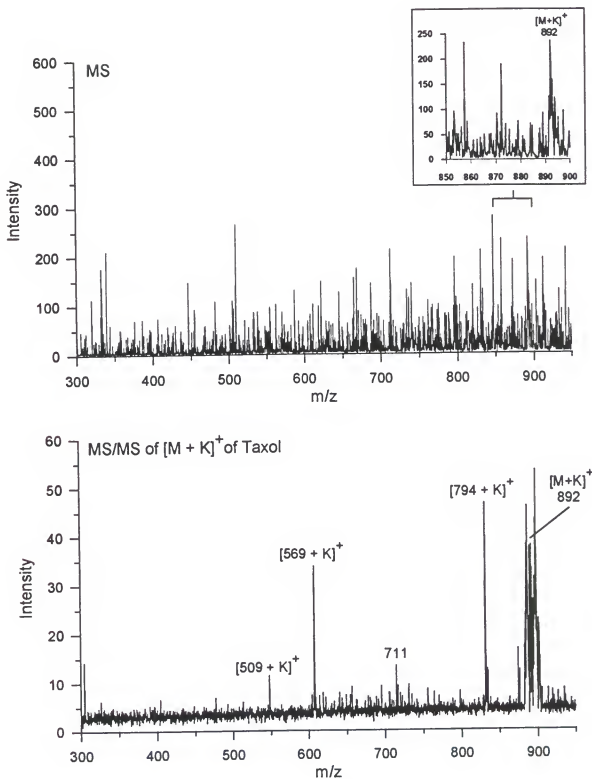 [M+K]+
892
250
200
150
100
50
0
850 860 870 880 890 900
MS
600
500
400
300
200
100
0
Intensity
300 400 500 600 700 800 900
m/z
MS/MS of [M + K]+ of Taxol
60
50
40
30
20
10
0
Intensity
[794 + K]+
[M+K]+
892
[569 + K]+
[509 + K]+
711
300 400 500 600 700 800 900
m/z